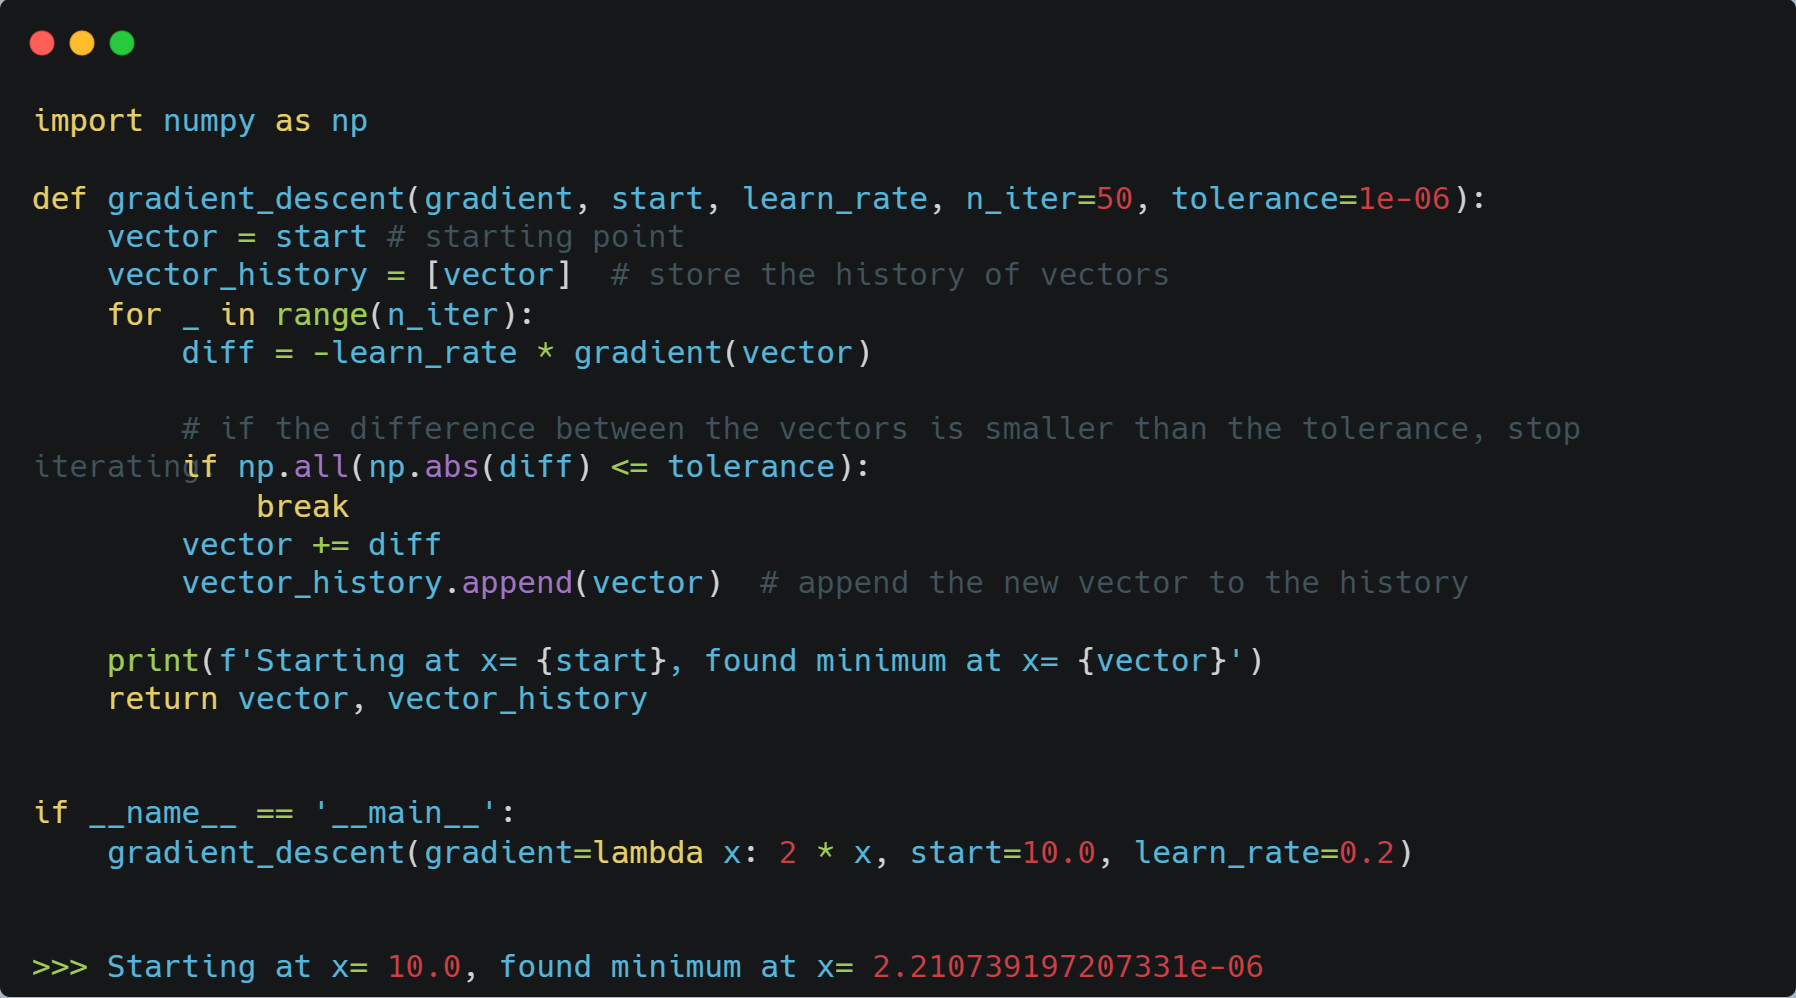 import numpy as np
def gradient_descent(gradient, start, learn_rate, n_iter=50, tolerance=1e-06):
    vector = start # starting point
    vector_history = [vector]  # store the history of vectors
    for _ in range(n_iter):
        diff = -learn_rate * gradient(vector)
        # if the difference between the vectors is smaller than the tolerance, stop
iterating
        if np.all(np.abs(diff) <= tolerance):
            break
        vector += diff
        vector_history.append(vector)  # append the new vector to the history
    print(f'Starting at x= {start}, found minimum at x= {vector}')
    return vector, vector_history
if __name__ == '__main__':
    gradient_descent(gradient=lambda x: 2 * x, start=10.0, learn_rate=0.2)
>>> Starting at x= 10.0, found minimum at x= 2.210739197207331e-06